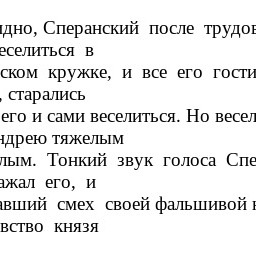 идно, Сперанский после трудов
еселиться в
ском кружке, и все его гости
, старались
его и сами веселиться. Но весел
ндрею тяжелым
лым. Тонкий звук голоса Спе
ажал его, и
авший смех своей фальшивой н
вство князя